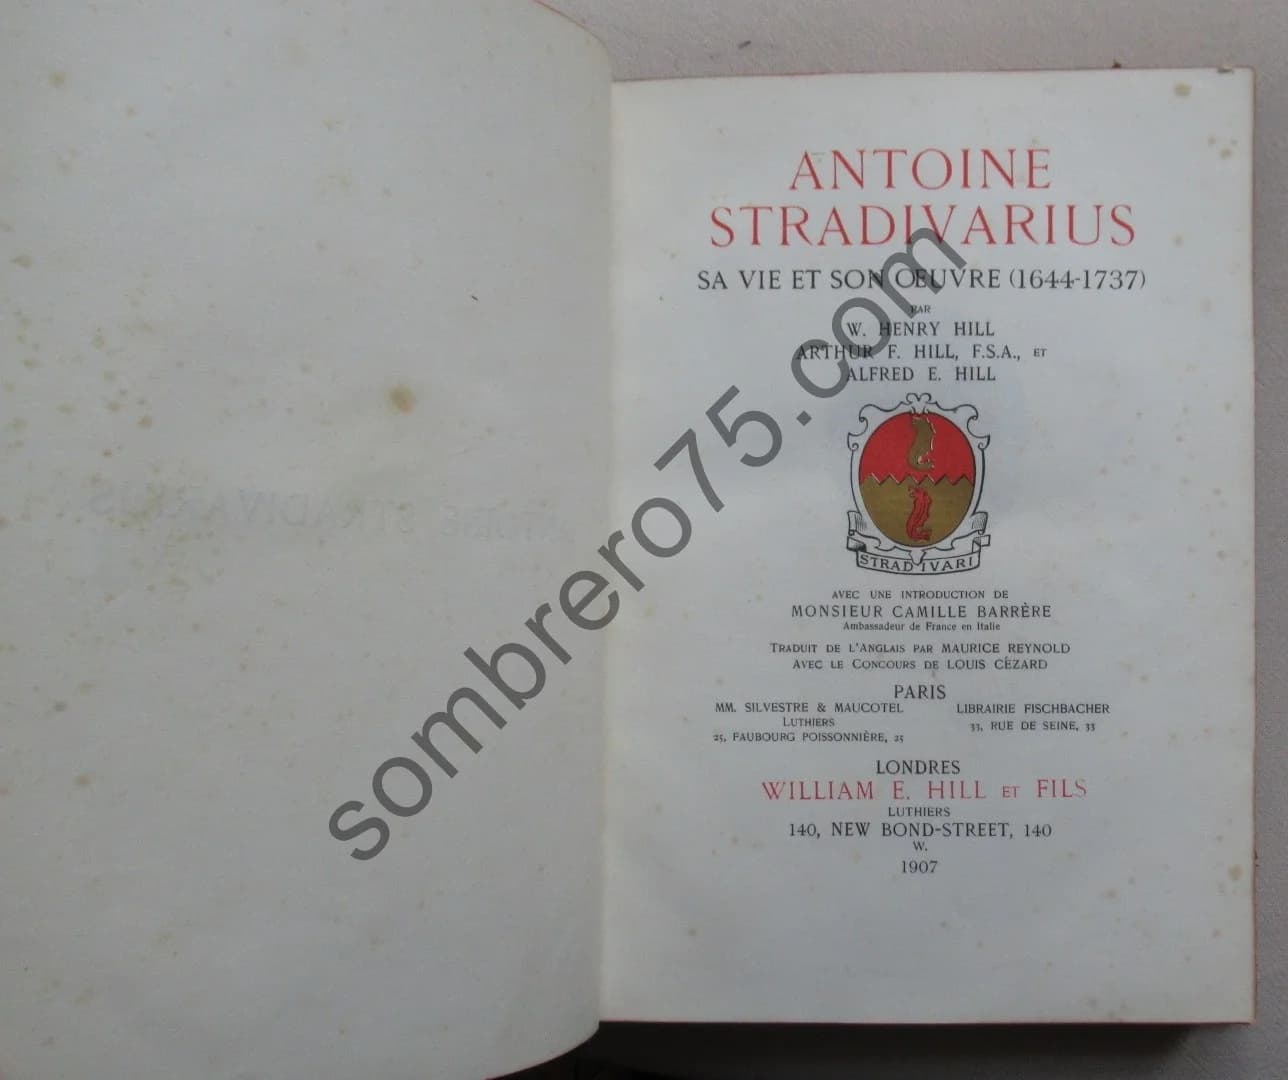 ANTOINE
STRADIVARIUS
SA VIE ET SON ŒUVRE (1644-1737)
PAR
W. HENRY HILL
ARTHUR F. HILL, F.S.A., ET
ALFRED E. HILL
STRADIVARI
AVEC UNE INTRODUCTION DE
MONSIEUR CAMILLE BARRÈRE
Ambassadeur de France en Italie
TRADUIT DE L'ANGLAIS PAR MAURICE REYNOLD
AVEC LE CONCOURS DE LOUIS CÉZARD
PARIS
MM. SILVESTRE & MAUCOTEL
LUTHIERS
25, FAUBOURG POISSONNIÈRE, 25
LIBRAIRIE FISCHBACHER
33, RUE DE SEINE, 33
LONDRES
WILLIAM E. HILL ET FILS
LUTHIERS
140, NEW BOND-STREET, 140
W.
1907
sombrero75.com